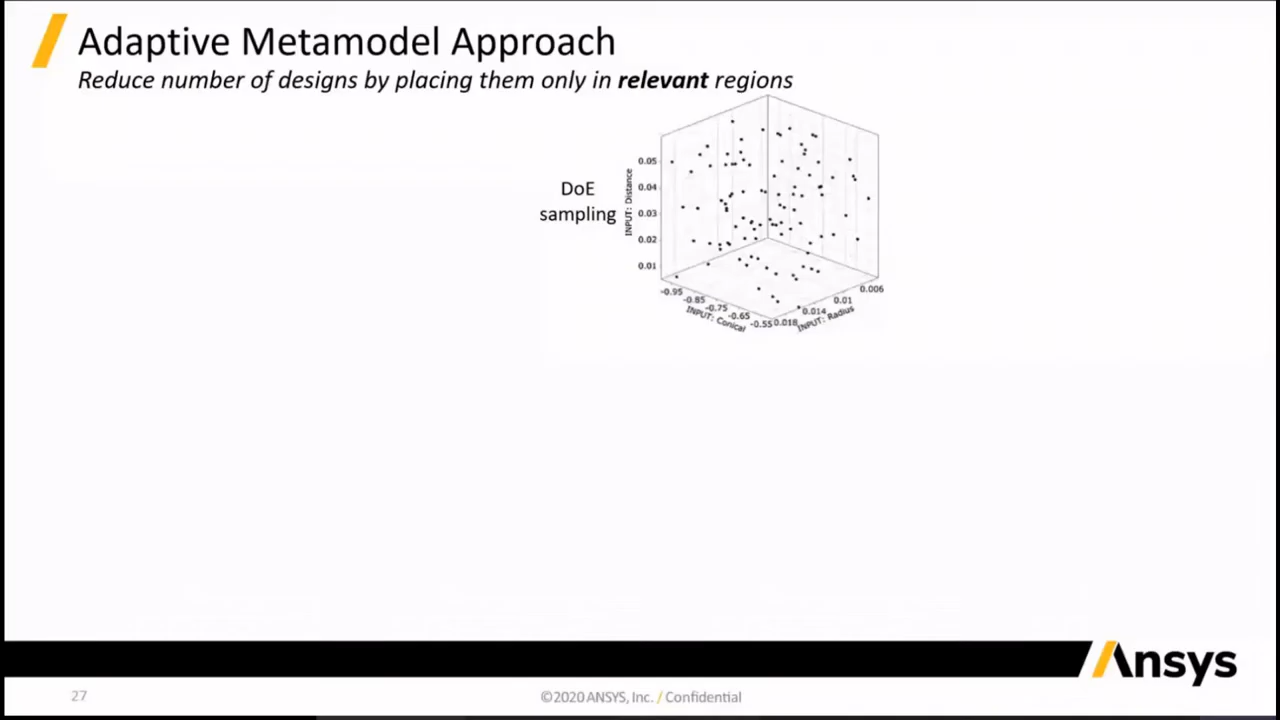 Adaptive Metamodel Approach
Reduce number of designs by placing them only in relevant regions
DoE
sampling
INPUT: Distance
0.05
0.04
0.03
0.02
0.01
-0.95
-0.85
-0.75
-0.65
-0.55
INPUT: Conical
0.018
0.014
0.01
0.006
INPUT: Radius
Ansys
27
©2020 ANSYS, Inc. / Confidential